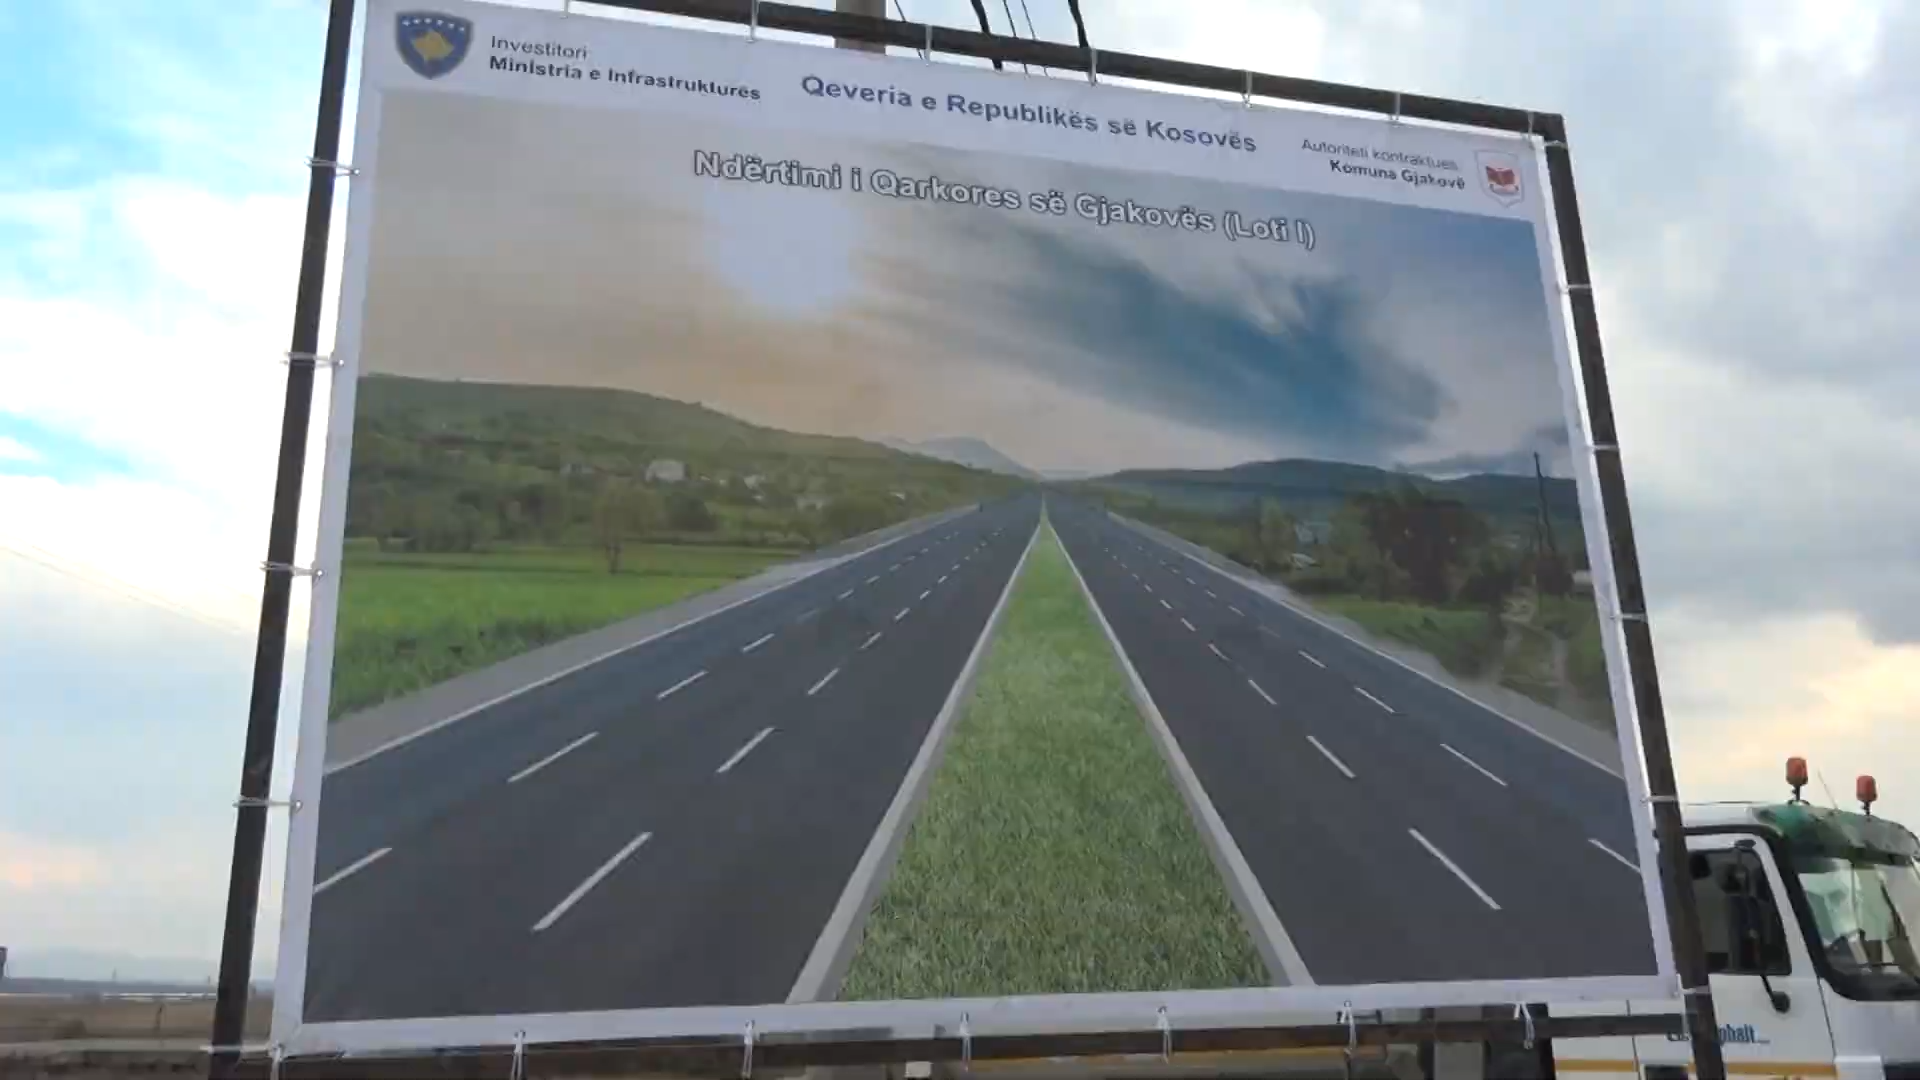 Investitori:
Ministria e Infrastrukturës
Qeveria e Republikës së Kosovës
Autoriteti kontraktues:
Komuna Gjakovë
Ndërtimi i Qarkores së Gjakovës (Loti I)